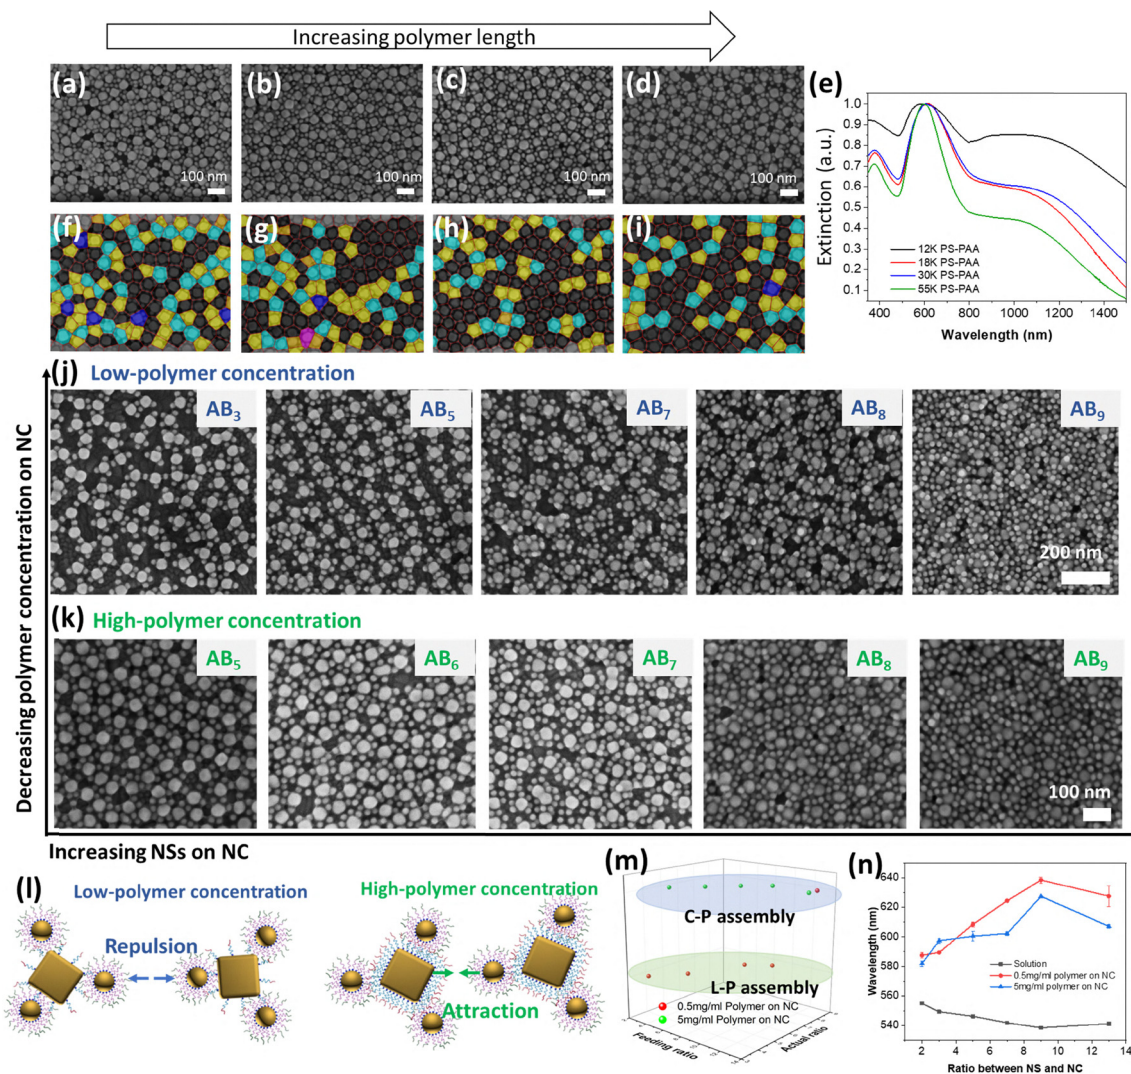 Increasing polymer length
(a)
(b)
(c)
(d)
(e)
100 nm
100 nm
100 nm
100 nm
(f)
(g)
(h)
(i)
Extinction (a.u.)
1.0
0.9
0.8
0.7
0.6
0.5
0.4
0.3
0.2
0.1
12K PS-PAA
18K PS-PAA
30K PS-PAA
55K PS-PAA
400 600 800 1000 1200 1400
Wavelength (nm)
Decreasing polymer concentration on NC
(j) Low-polymer concentration
AB3
AB5
AB7
AB8
AB9
200 nm
(k) High-polymer concentration
AB5
AB6
AB7
AB8
AB9
100 nm
Increasing NSs on NC
(l)
Low-polymer concentration
Repulsion
High-polymer concentration
Attraction
(m)
C-P assembly
L-P assembly
0.5mg/ml Polymer on NC
5mg/ml Polymer on NC
Feeding ratio
Actual ratio
(n)
Wavelength (nm)
640
620
600
580
560
540
Solution
0.5mg/ml polymer on NC
5mg/ml polymer on NC
2 4 6 8 10 12 14
Ratio between NS and NC